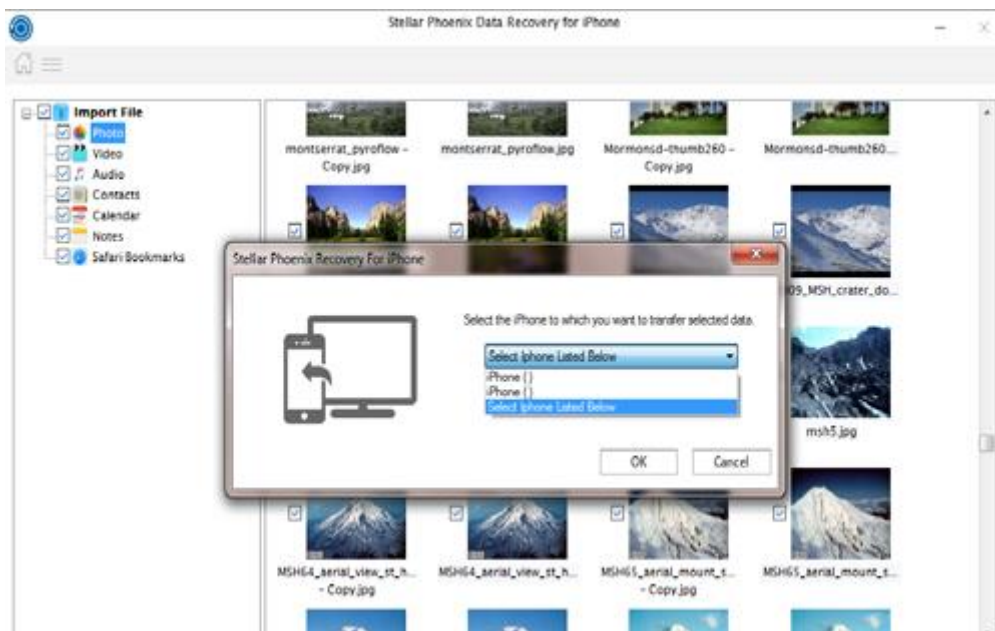 Stellar Phoenix Data Recovery for iPhone
Import File
Photo
Video
Audio
Contacts
Calendar
Notes
Safari Bookmarks
montserrat_pyroflow -
Copy.jpg
montserrat_pyroflow.jpg
Mormonsd-thumb260 -
Copy.jpg
Mormonsd-thumb260....
Stellar Phoenix Recovery For iPhone
Select the iPhone to which you want to transfer selected data.
Select Iphone Listed Below
iPhone ( )
iPhone ( )
Select Iphone Listed Below
OK
Cancel
09_MSH_crater_do...
msh5.jpg
MSH64_aerial_view_st_h...
- Copy.jpg
MSH64_aerial_view_st_h...
MSH65_aerial_mount_s...
- Copy.jpg
MSH65_aerial_mount_s...